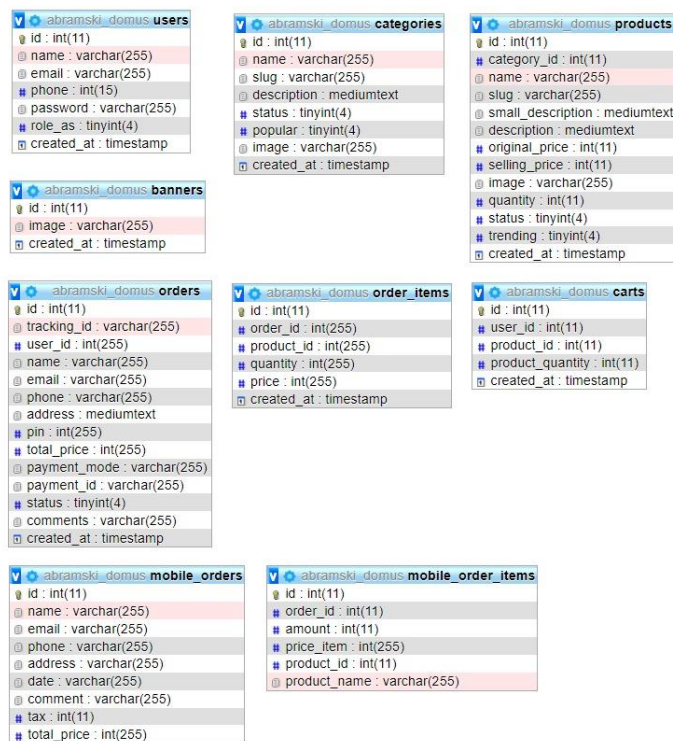 abramski_domus users
id : int(11)
name : varchar(255)
email : varchar(255)
phone : int(15)
password : varchar(255)
role_as : tinyint(4)
created_at : timestamp
abramski_domus categories
id : int(11)
name : varchar(255)
slug : varchar(255)
description : mediumtext
status : tinyint(4)
popular : tinyint(4)
image : varchar(255)
created_at : timestamp
abramski_domus products
id : int(11)
category_id : int(11)
name : varchar(255)
slug : varchar(255)
small_description : mediumtext
description : mediumtext
original_price : int(11)
selling_price : int(11)
image : varchar(255)
quantity : int(11)
status : tinyint(4)
trending : tinyint(4)
created_at : timestamp
abramski_domus banners
id : int(11)
image : varchar(255)
created_at : timestamp
abramski_domus orders
id : int(11)
tracking_id : varchar(255)
user_id : int(255)
name : varchar(255)
email : varchar(255)
phone : varchar(255)
address : mediumtext
pin : int(255)
total_price : int(255)
payment_mode : varchar(255)
payment_id : varchar(255)
status : tinyint(4)
comments : varchar(255)
created_at : timestamp
abramski_domus order_items
id : int(11)
order_id : int(255)
product_id : int(255)
quantity : int(255)
price : int(255)
created_at : timestamp
abramski_domus carts
id : int(11)
user_id : int(11)
product_id : int(11)
product_quantity : int(11)
created_at : timestamp
abramski_domus mobile_orders
id : int(11)
name : varchar(255)
email : varchar(255)
phone : varchar(255)
address : varchar(255)
date : varchar(255)
comment : varchar(255)
tax : int(11)
total_price : int(255)
abramski_domus mobile_order_items
id : int(11)
order_id : int(11)
amount : int(11)
price_item : int(255)
product_id : int(11)
product_name : varchar(255)